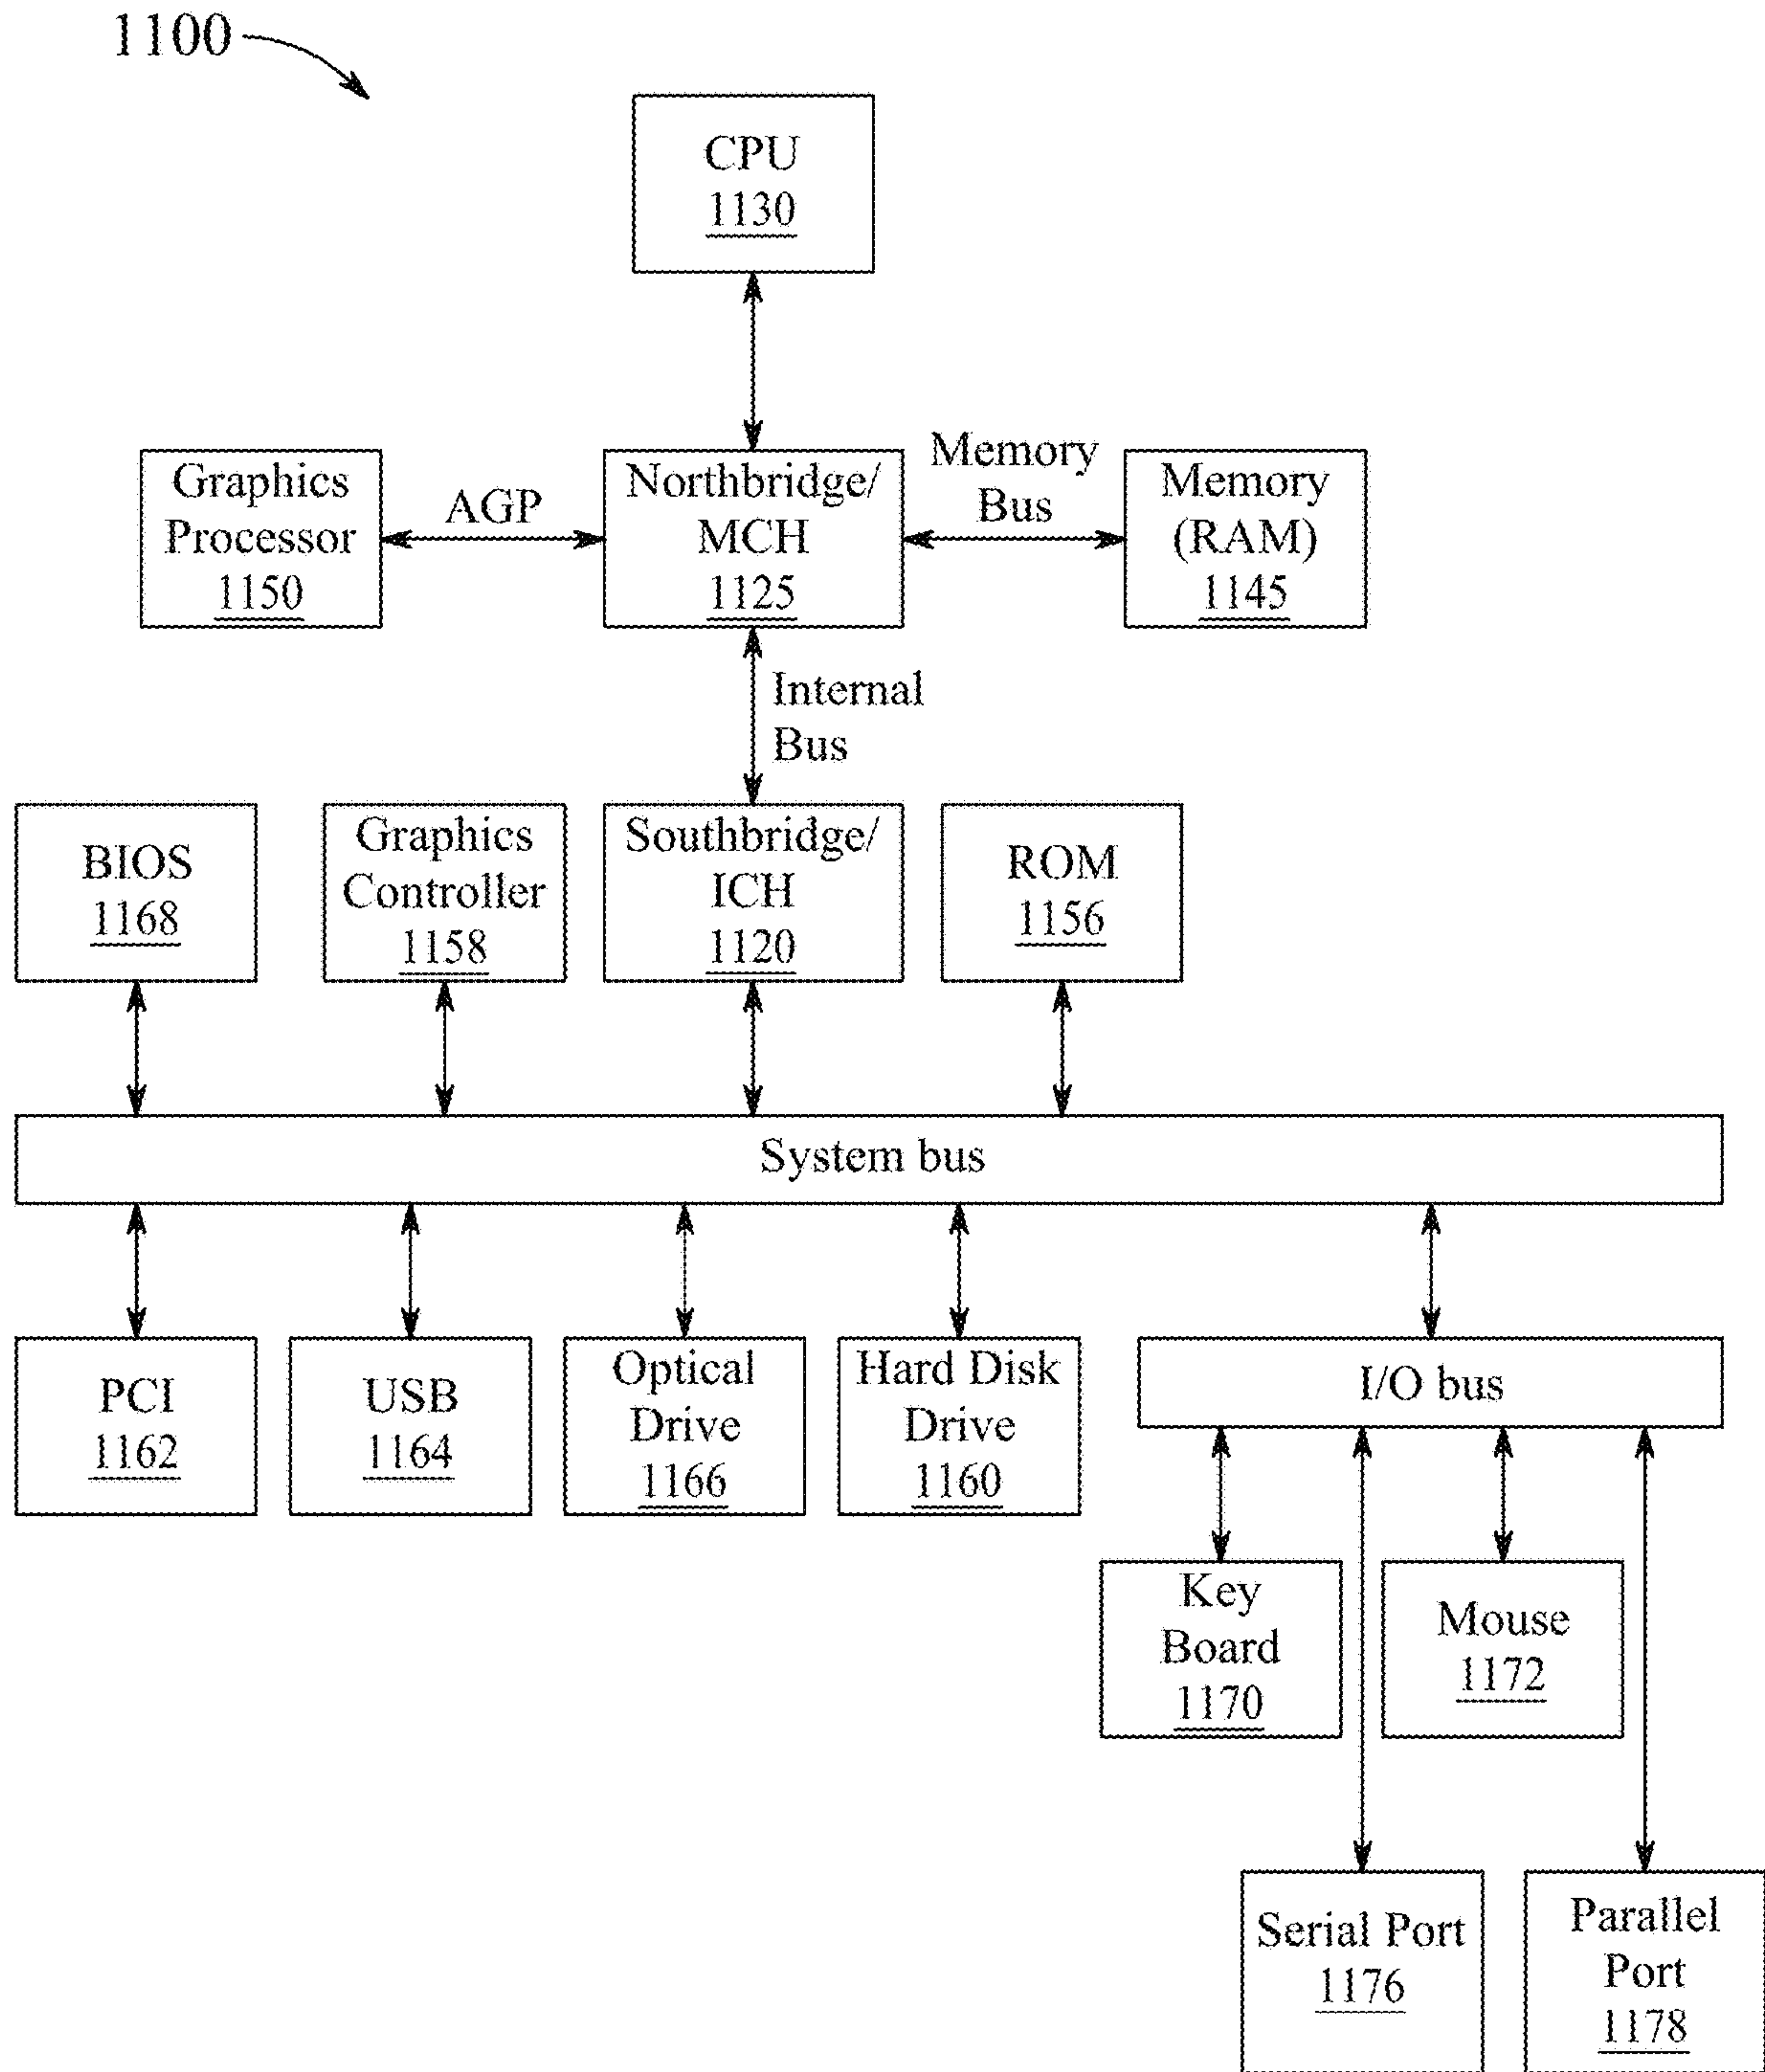 1100
CPU
1130
Graphics
Processor
1150
AGP
Northbridge/
MCH
1125
Memory
Bus
Memory
(RAM)
1145
Internal
Bus
BIOS
1168
Graphics
Controller
1158
Southbridge/
ICH
1120
ROM
1156
System bus
PCI
1162
USB
1164
Optical
Drive
1166
Hard Disk
Drive
1160
I/O bus
Key
Board
1170
Mouse
1172
Serial Port
1176
Parallel
Port
1178